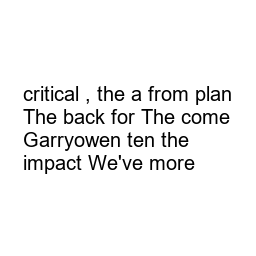 critical , the a from plan
The back for The come
Garryowen ten the
impact We've more